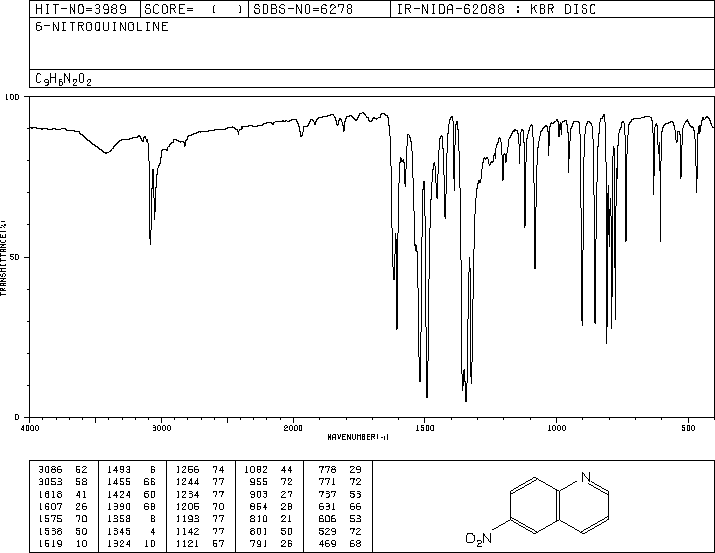 HIT-NO=3989 SCORE= ( ) SDBS-NO=6278 IR-NIDA-62088 : KBR DISC
6-NITROQUINOLINE
C9H6N2O2
100
TRANSMITTANCE(%)
50
0
4000 3000 2000 1500 1000 500
WAVENUMBER(-1)
3086 52 1493 6 1266 74 1082 44 778 29
3053 58 1455 66 1244 77 955 72 771 72
1618 41 1424 60 1234 77 903 27 737 53
1607 26 1390 68 1205 70 854 28 631 66
1575 70 1358 8 1193 77 810 21 606 53
1538 50 1345 4 1142 77 801 50 529 72
1519 10 1324 10 1121 57 791 26 469 68
N
O2N